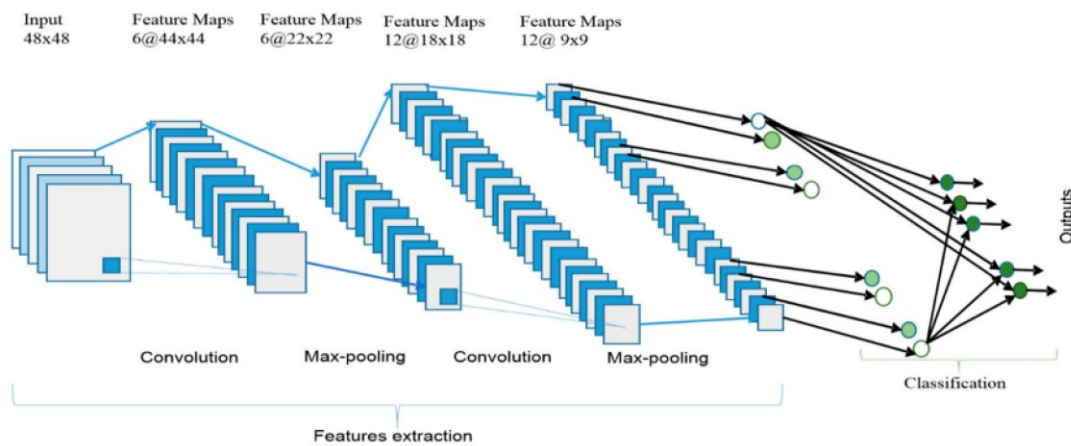 Input
48x48
Feature Maps
6@44x44
Feature Maps
6@22x22
Feature Maps
12@18x18
Feature Maps
12@ 9x9
Outputs
Convolution
Max-pooling
Convolution
Max-pooling
Classification
Features extraction